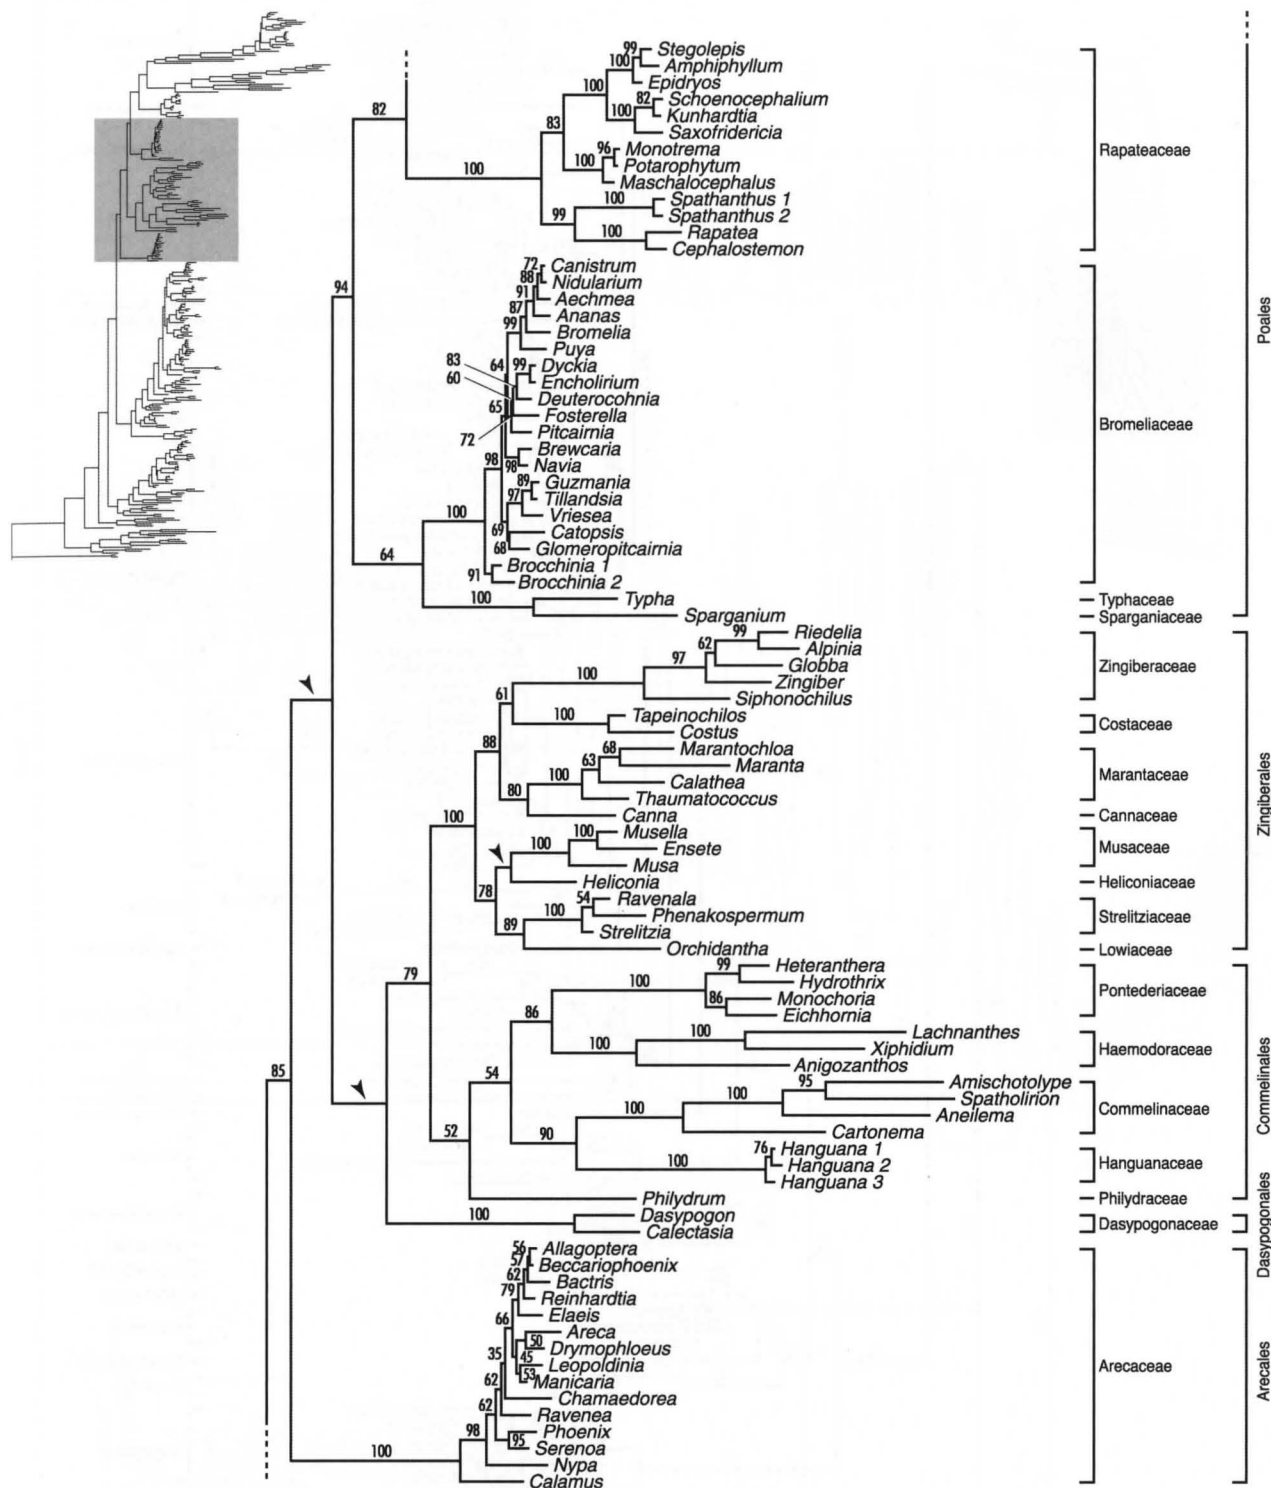 99 Stegolepis
100 Amphiphyllum
Epidryos
100
82 Schoenocephalium
100 Kunhardtia
Saxofridericia
82
83
96 Monotrema
100 Potarophytum
Maschalocephalus
100
100 Spathanthus 1
Spathanthus 2
99
100 Rapatea
Cephalostemon
Rapateaceae
72 Canistrum
88 Nidularium
91 Aechmea
87 Ananas
99 Bromelia
Puya
94
83 64 99 Dyckia
60 Encholirium
Deuterocohnia
65 Fosterella
72 Pitcairnia
Brewcaria
98 98 Navia
89 Guzmania
97 Tillandsia
Vriesea
69 Catopsis
68 Glomeropitcairnia
100
Brocchinia 1
91 Brocchinia 2
Bromeliaceae
64
100 Typha
Sparganium
Typhaceae
Sparganiaceae
Poales
99 Riedelia
62 Alpinia
97 Globba
100 Zingiber
Siphonochilus
Zingiberaceae
61
100 Tapeinochilos
Costus
Costaceae
88
68 Marantochloa
63 Maranta
100 Calathea
80 Thaumatococcus
Marantaceae
Canna
Cannaceae
100
100 Musella
100 Ensete
Musa
Musaceae
Heliconia
Heliconiaceae
78
54 Ravenala
100 Phenakospermum
Strelitzia
Strelitziaceae
89
Orchidantha
Lowiaceae
Zingiberales
79
99 Heteranthera
100 Hydrothrix
86 Monochoria
Eichhornia
Pontederiaceae
86
100 Lachnanthes
100 Xiphidium
Anigozanthos
Haemodoraceae
54
85
95 Amischotolype
100 Spatholirion
100 Aneilema
Cartonema
Commelinaceae
90
52
76 Hanguana 1
100 Hanguana 2
Hanguana 3
Hanguanaceae
Philydrum
Philydraceae
Commelinales
100 Dasypogon
Calectasia
Dasypogonaceae
Dasypogonales
56 Allagoptera
57 Beccariophoenix
62 Bactris
79 Reinhardtia
Elaeis
66 Areca
50 Drymophloeus
35 45 Leopoldinia
53 Manicaria
62 Chamaedorea
62 Ravenea
Phoenix
98 95 Serenoa
100 Nypa
Calamus
Arecaceae
Arecales